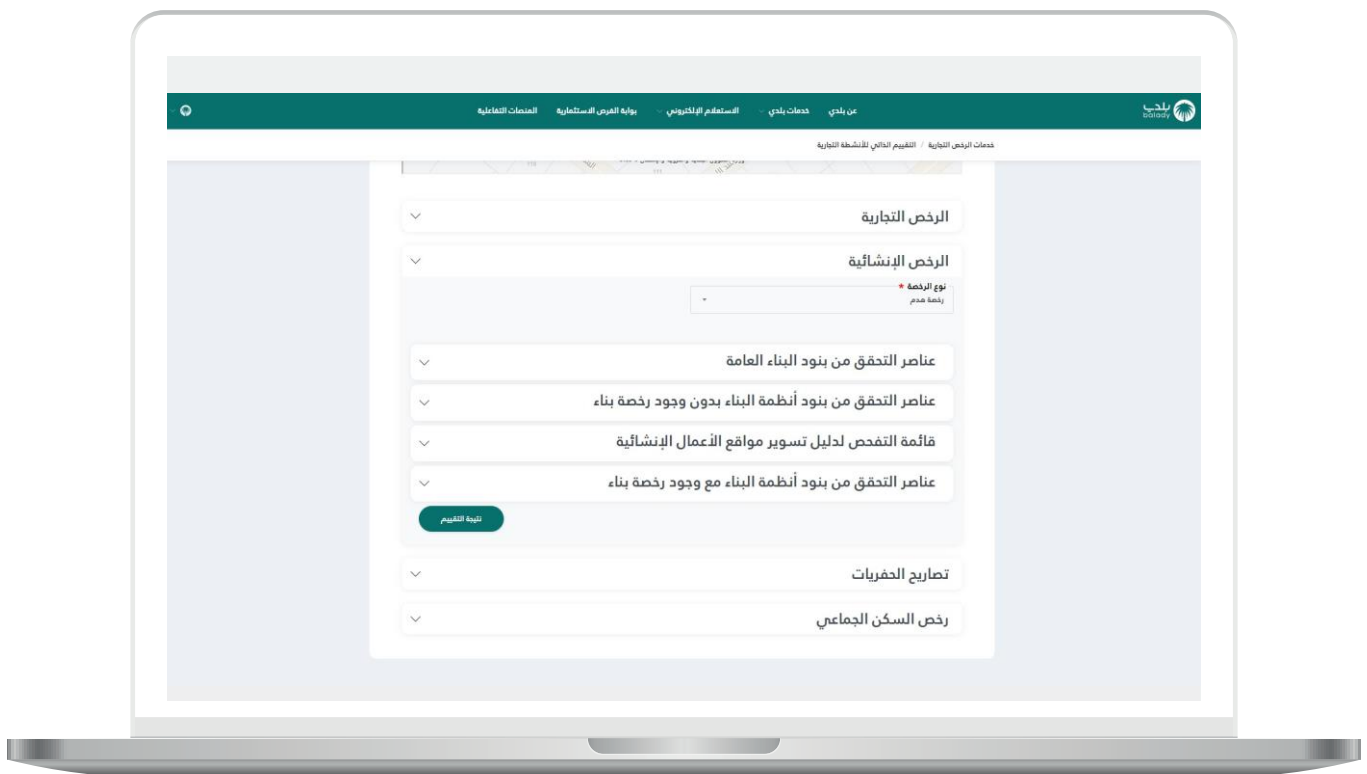 بلدي
balady
عن بلدي
خدمات بلدي
الاستعلام الإلكتروني
بوابة الفرص الاستثمارية
المنصات التفاعلية
خدمات الرخص التجارية / التقييم الذاتي للأنشطة التجارية
الرخص التجارية
الرخص الإنشائية
نوع الرخصة *
رخصة هدم
عناصر التحقق من بنود البناء العامة
عناصر التحقق من بنود أنظمة البناء بدون وجود رخصة بناء
قائمة التفحص لدليل تسوير مواقع الأعمال الإنشائية
عناصر التحقق من بنود أنظمة البناء مع وجود رخصة بناء
نتيجة التقييم
تصاريح الحفريات
رخص السكن الجماعي